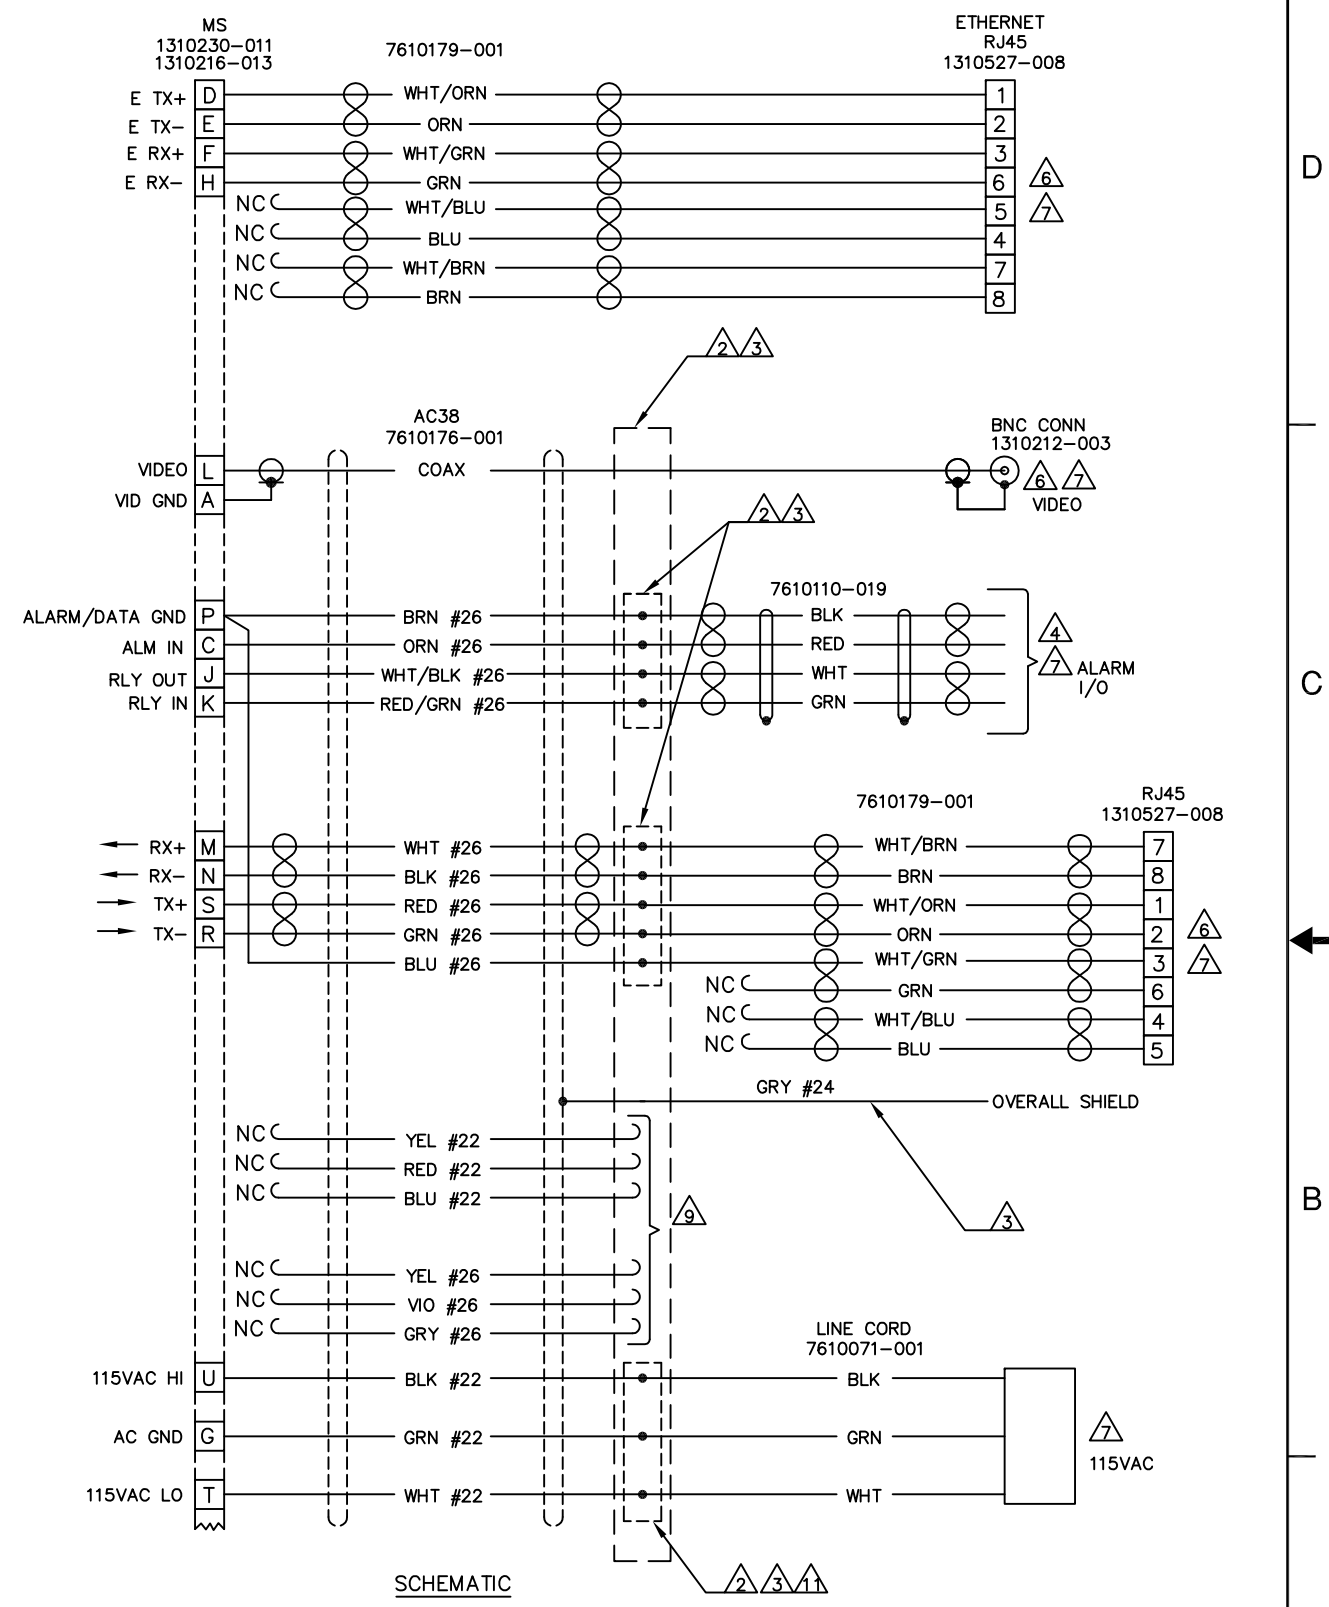 MS
1310230-011
1310216-013
7610179-001
ETHERNET
RJ45
1310527-008
E TX+ D WHT/ORN 1
E TX- E ORN 2
E RX+ F WHT/GRN 3
E RX- H GRN 6 6
NC WHT/BLU 5 7
NC BLU 4
NC WHT/BRN 7
NC BRN 8
D
2 3
AC38
7610176-001
BNC CONN
1310212-003
VIDEO L COAX 6 7
VID GND A VIDEO
2 3
7610110-019
ALARM/DATA GND P BRN #26 BLK 4
ALM IN C ORN #26 RED
RLY OUT J WHT/BLK #26 WHT 7 ALARM
RLY IN K RED/GRN #26 GRN I/O
C
7610179-001
RJ45
1310527-008
RX+ M WHT #26 WHT/BRN 7
RX- N BLK #26 BRN 8
TX+ S RED #26 WHT/ORN 1
TX- R GRN #26 ORN 2 6
BLU #26 WHT/GRN 3 7
NC GRN 6
NC WHT/BLU 4
NC BLU 5
GRY #24
OVERALL SHIELD
NC YEL #22
NC RED #22
NC BLU #22
9
3
B
NC YEL #26
NC VIO #26
NC GRY #26
LINE CORD
7610071-001
115VAC HI U BLK #22 BLK
AC GND G GRN #22 GRN 7
115VAC
115VAC LO T WHT #22 WHT
2 3 11
SCHEMATIC